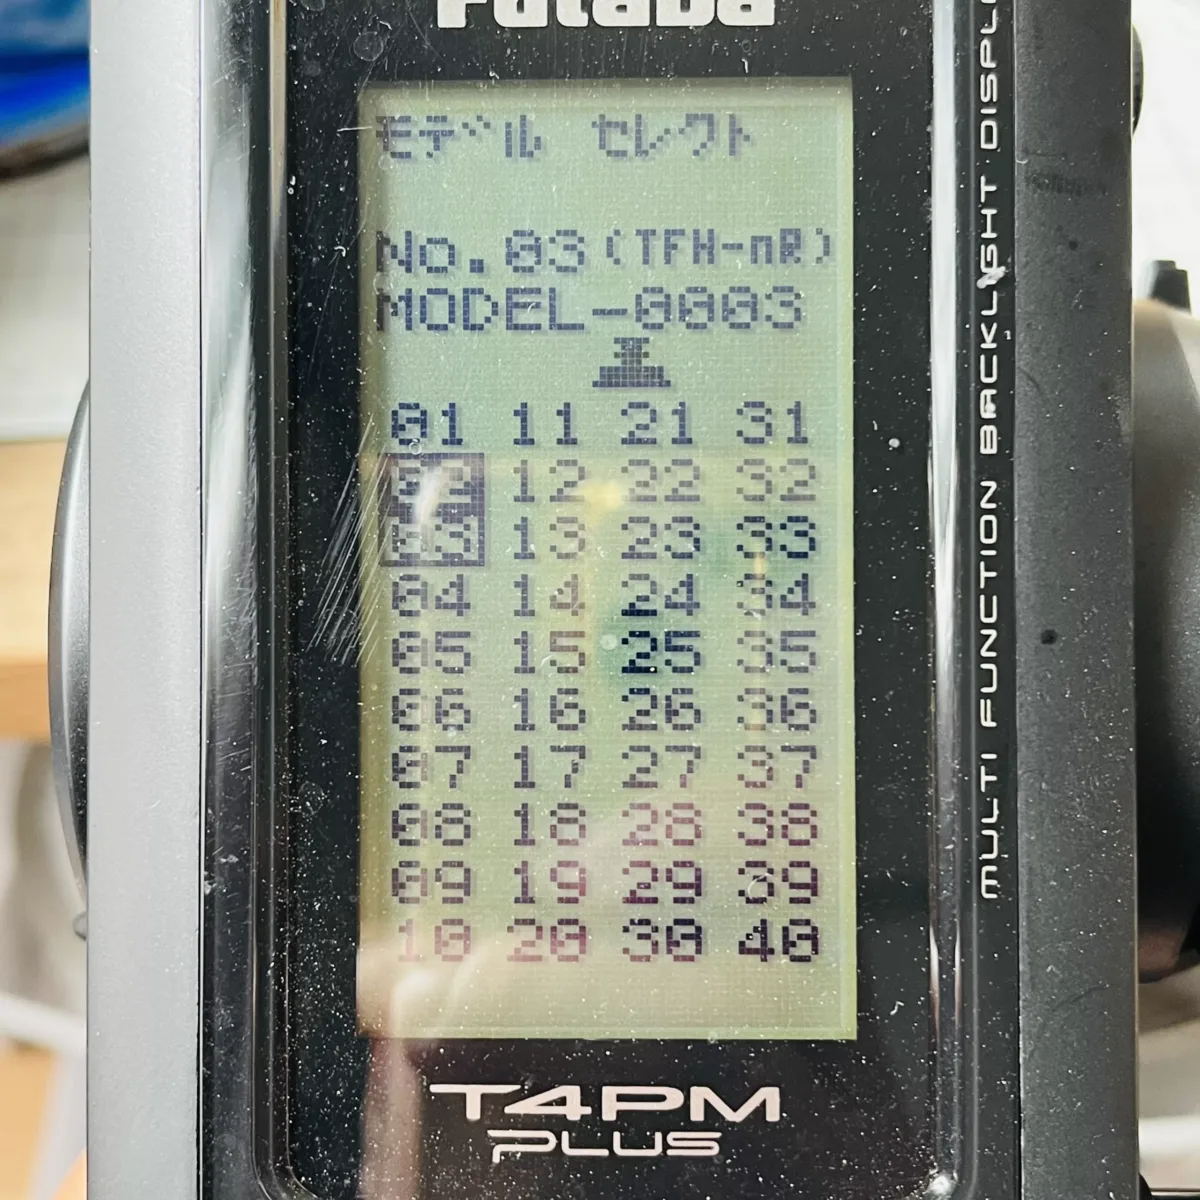 Futaba
モデル セレクト
No.03(TFH-nR)
MODEL-0003
01 11 21 31
02 12 22 32
03 13 23 33
04 14 24 34
05 15 25 35
06 16 26 36
07 17 27 37
08 18 28 38
09 19 29 39
10 20 30 40
T4PM
PLUS
MULTI FUNCTION BACKLIGHT